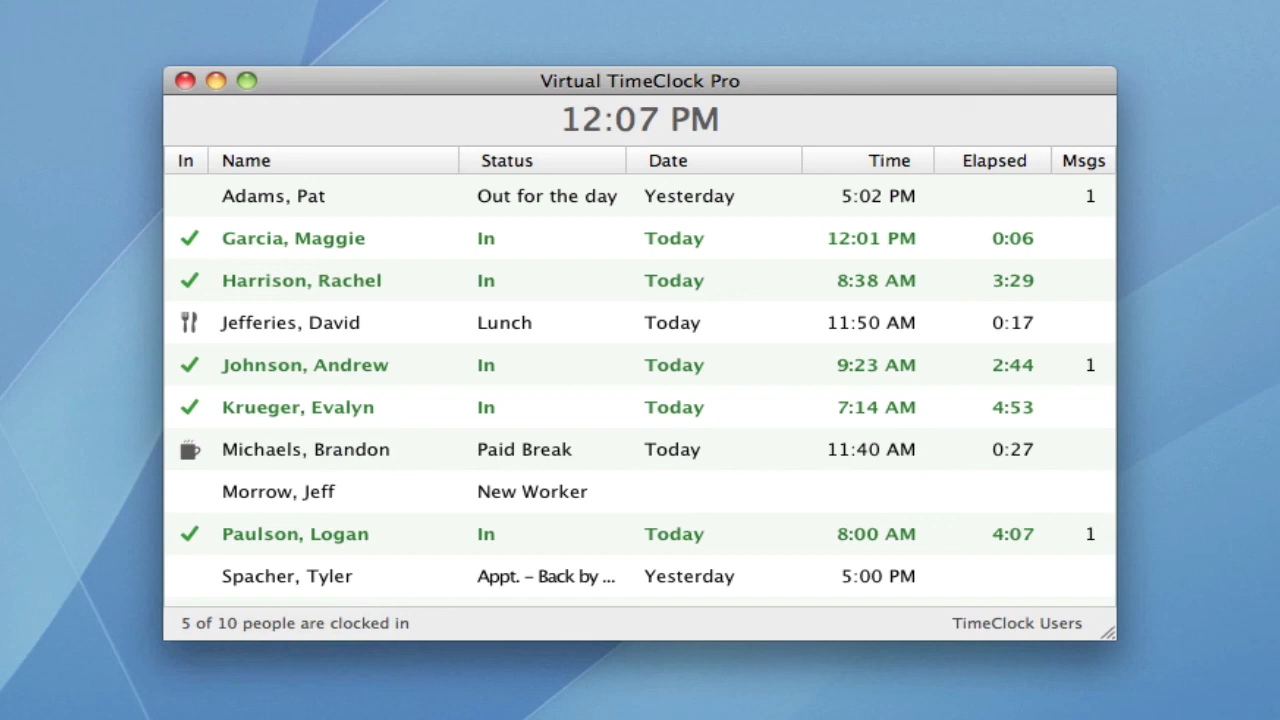 Virtual TimeClock Pro
12:07 PM
In Name Status Date Time Elapsed Msgs
Adams, Pat Out for the day Yesterday 5:02 PM 1
Garcia, Maggie In Today 12:01 PM 0:06
Harrison, Rachel In Today 8:38 AM 3:29
Jefferies, David Lunch Today 11:50 AM 0:17
Johnson, Andrew In Today 9:23 AM 2:44 1
Krueger, Evalyn In Today 7:14 AM 4:53
Michaels, Brandon Paid Break Today 11:40 AM 0:27
Morrow, Jeff New Worker
Paulson, Logan In Today 8:00 AM 4:07 1
Spacher, Tyler Appt. – Back by ... Yesterday 5:00 PM
5 of 10 people are clocked in TimeClock Users